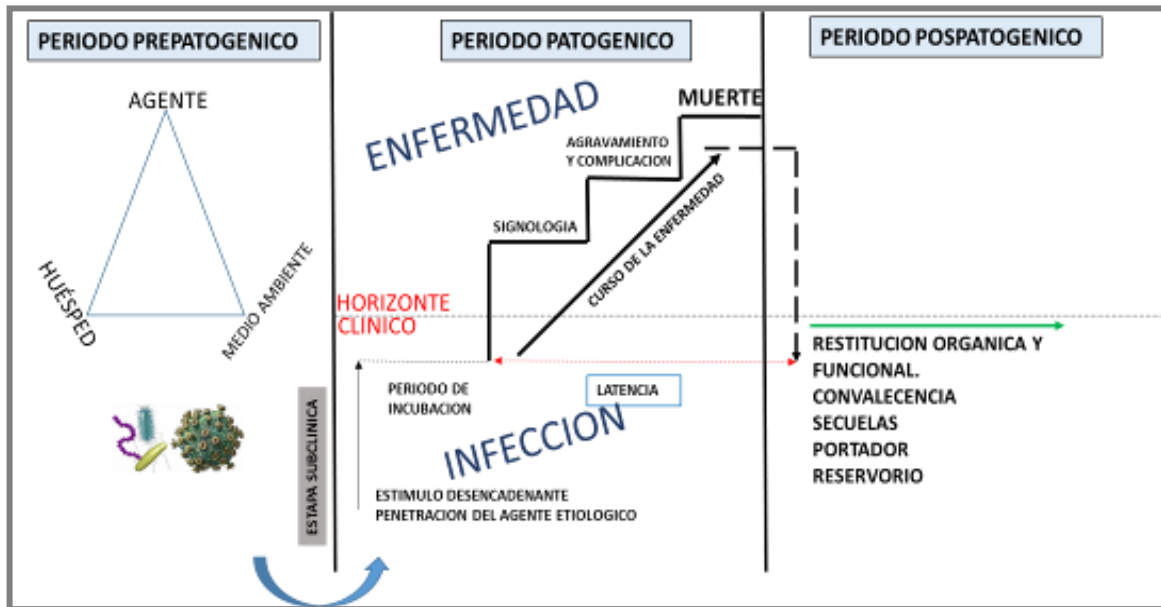 PERIODO PREPATOGENICO
AGENTE
HUÉSPED
MEDIO AMBIENTE
PERIODO PATOGENICO
ENFERMEDAD
MUERTE
AGRAVAMIENTO
Y COMPLICACION
SIGNOLOGIA
CURSO DE LA ENFERMEDAD
HORIZONTE
CLINICO
PERIODO DE
INCUBACION
LATENCIA
INFECCION
ESTAPA SUBCLINICA
ESTIMULO DESENCADENANTE
PENETRACION DEL AGENTE ETIOLOGICO
PERIODO POSPATOGENICO
RESTITUCION ORGANICA Y
FUNCIONAL.
CONVALECENCIA
SECUELAS
PORTADOR
RESERVORIO